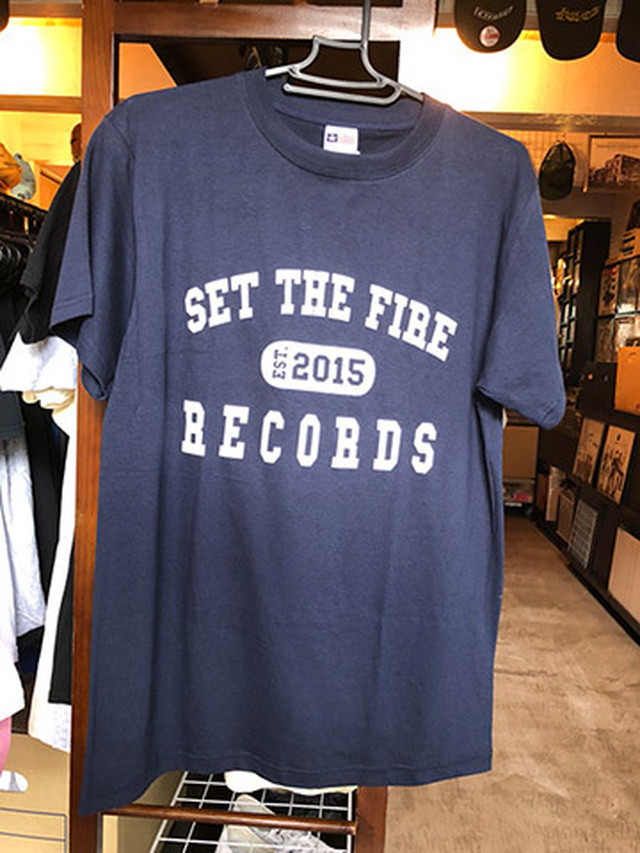 SET THE FIRE
EST. 2015
RECORDS